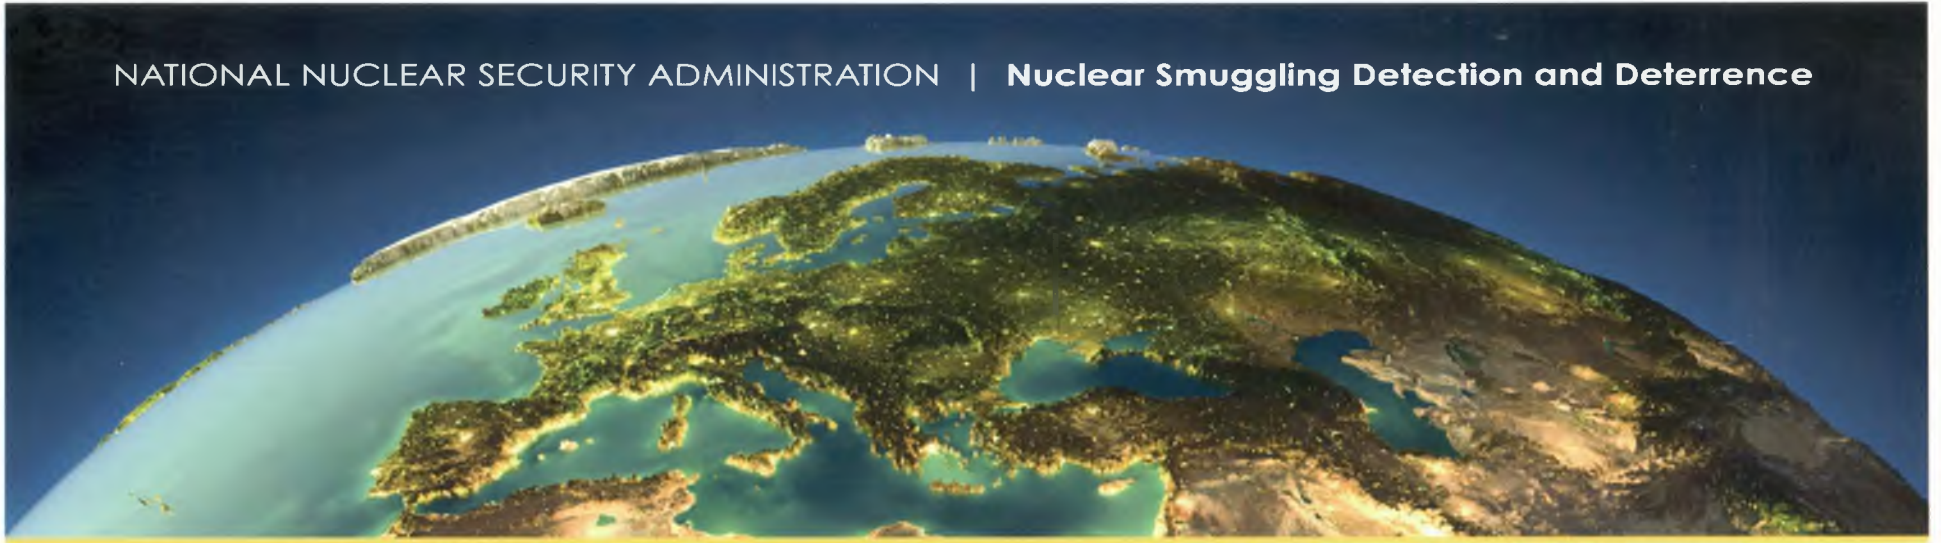 NATIONAL NUCLEAR SECURITY ADMINISTRATION | Nuclear Smuggling Detection and Deterrence